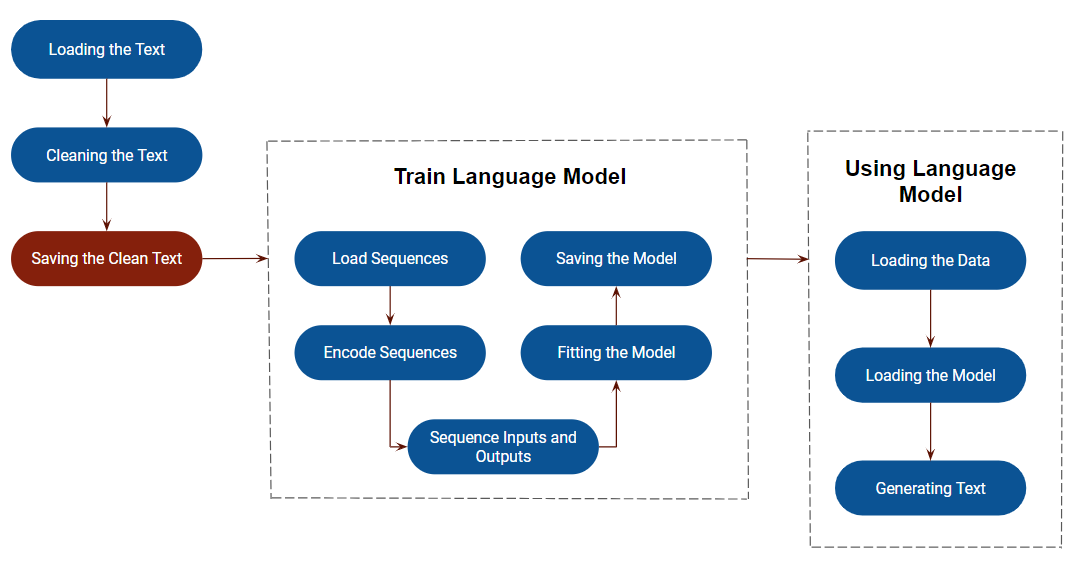 Loading the Text
Cleaning the Text
Saving the Clean Text
Train Language Model
Load Sequences
Encode Sequences
Sequence Inputs and
Outputs
Fitting the Model
Saving the Model
Using Language
Model
Loading the Data
Loading the Model
Generating Text